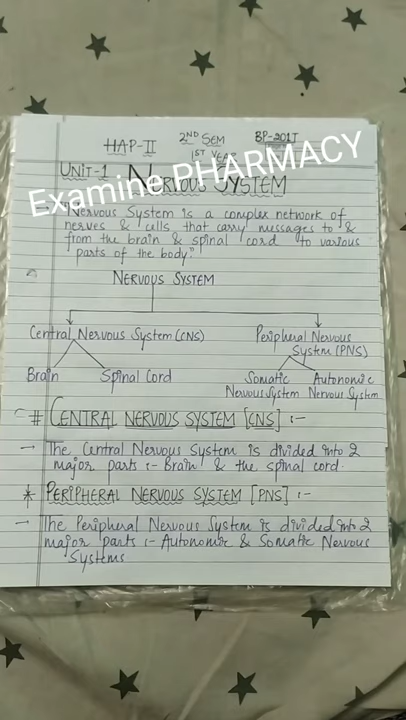 HAP-II 2ND SEM BP-201T
1ST YEAR
UNIT-1 NERVOUS SYSTEM
Examine PHARMACY
"Nervous System is a complex network of
nerves & cells that carry messages to &
from the brain & spinal cord to various
parts of the body."
NERVOUS SYSTEM
Central Nervous System (CNS) Peripheral Nervous
System (PNS)
Brain Spinal Cord Somatic Autonomic
Nervous System Nervous System
# CENTRAL NERVOUS SYSTEM [CNS] :-
→ The Central Nervous System is divided into 2
major parts :- Brain & the spinal cord.
* PERIPHERAL NERVOUS SYSTEM [PNS] :-
→ The Peripheral Nervous System is divided into 2
major parts :- Autonomic & Somatic Nervous
Systems